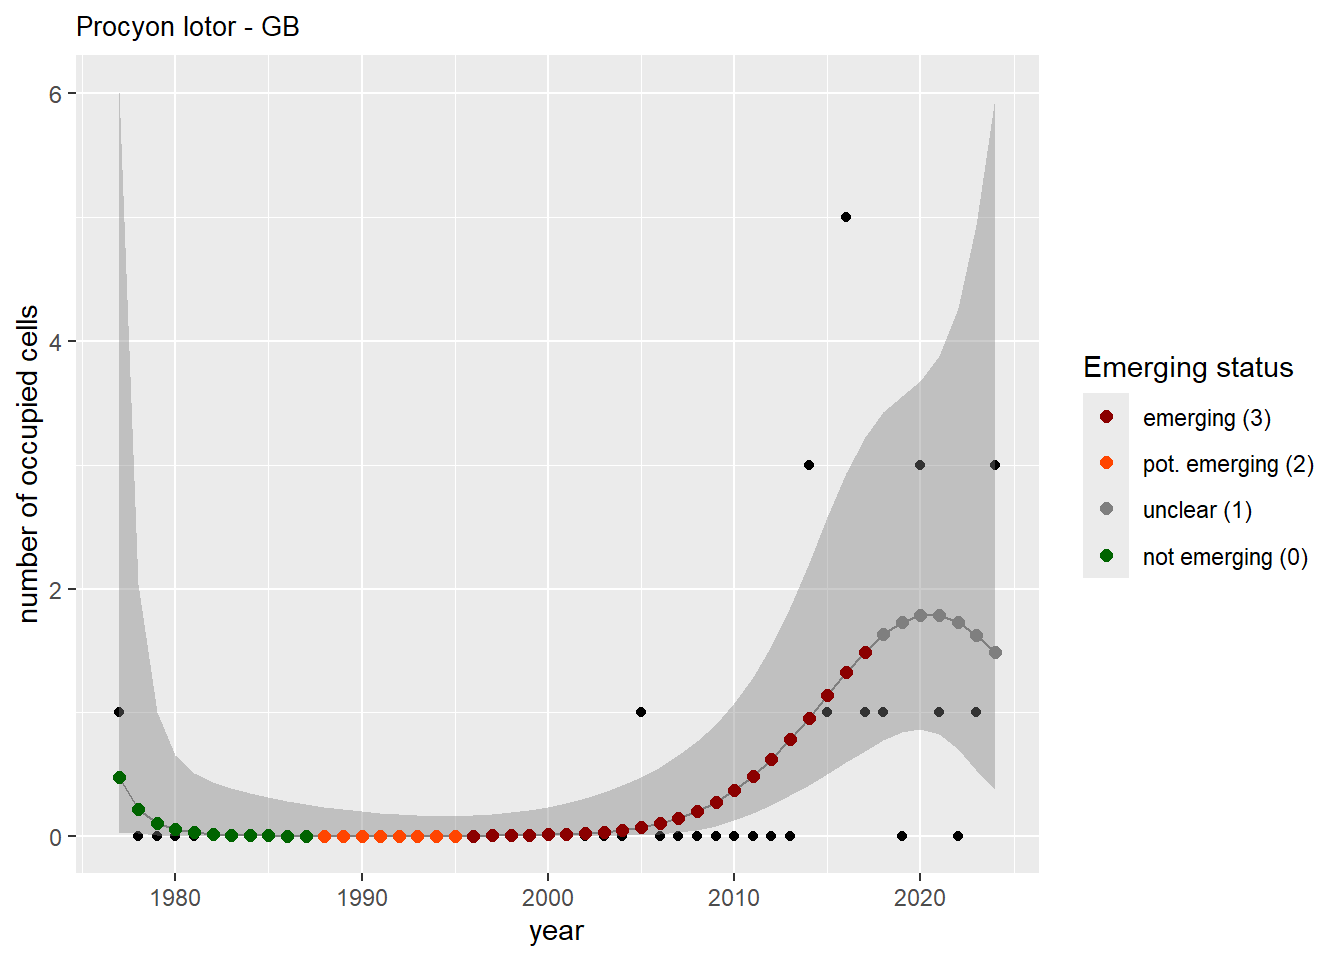 Procyon lotor - GB
6
4
2
0
number of occupied cells
1980
1990
2000
2010
2020
year
Emerging status
emerging (3)
pot. emerging (2)
unclear (1)
not emerging (0)